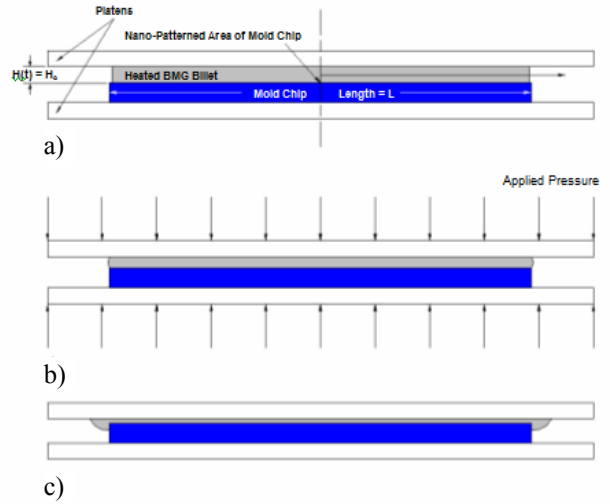 Platens
Nano-Patterned Area of Mold Chip
H(t) = Hₒ
Heated BMG Billet
Mold Chip Length = L
a)
Applied Pressure
b)
c)